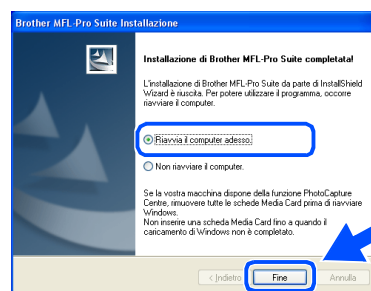 Brother MFL-Pro Suite Installazione
Installazione di Brother MFL-Pro Suite completata!
L'installazione di Brother MFL-Pro Suite da parte di InstallShield
Wizard è riuscita. Per potere utilizzare il programma, occorre
riavviare il computer.
Riavvia il computer adesso.
Non riavviare il computer.
Se la vostra macchina dispone della funzione PhotoCapture
Centre, rimuovere tutte le schede Media Card prima di riavviare
Windows.
Non inserire una scheda Media Card fino a quando il
caricamento di Windows non è completato.
< Indietro
Fine
Annulla